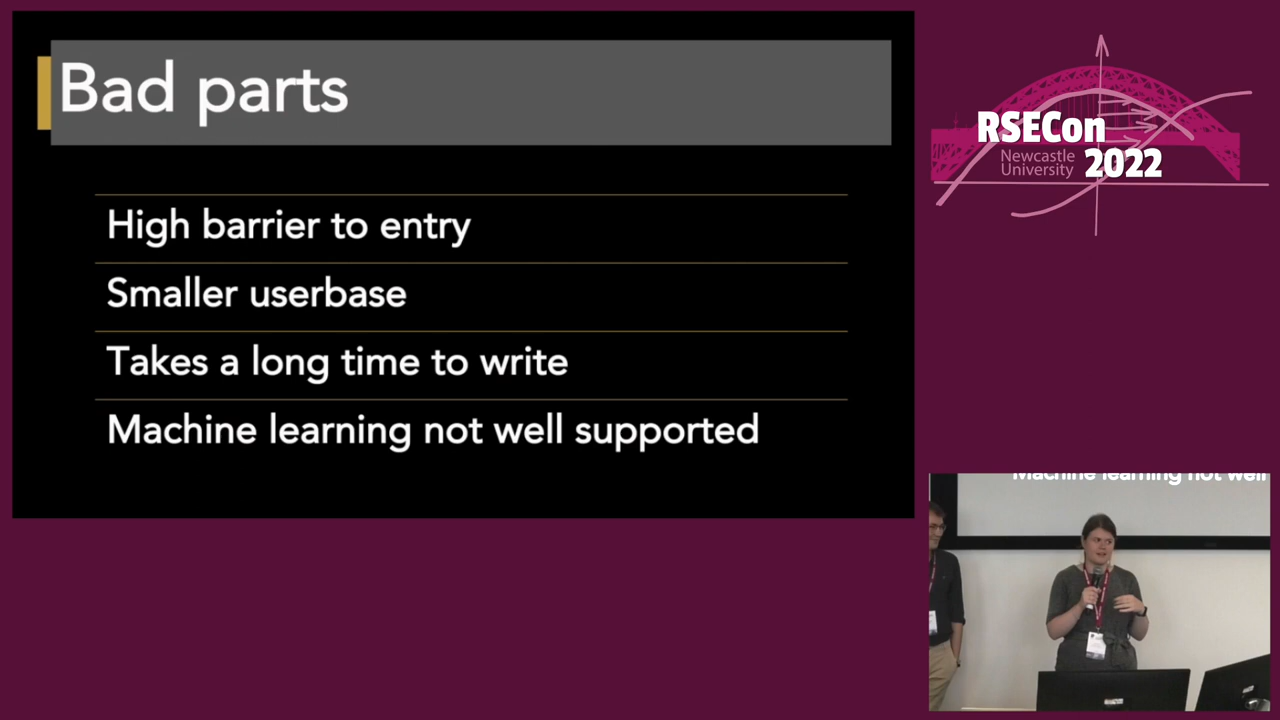 Bad parts
High barrier to entry
Smaller userbase
Takes a long time to write
Machine learning not well supported
RSECon
Newcastle
University
2022
Machine learning not well